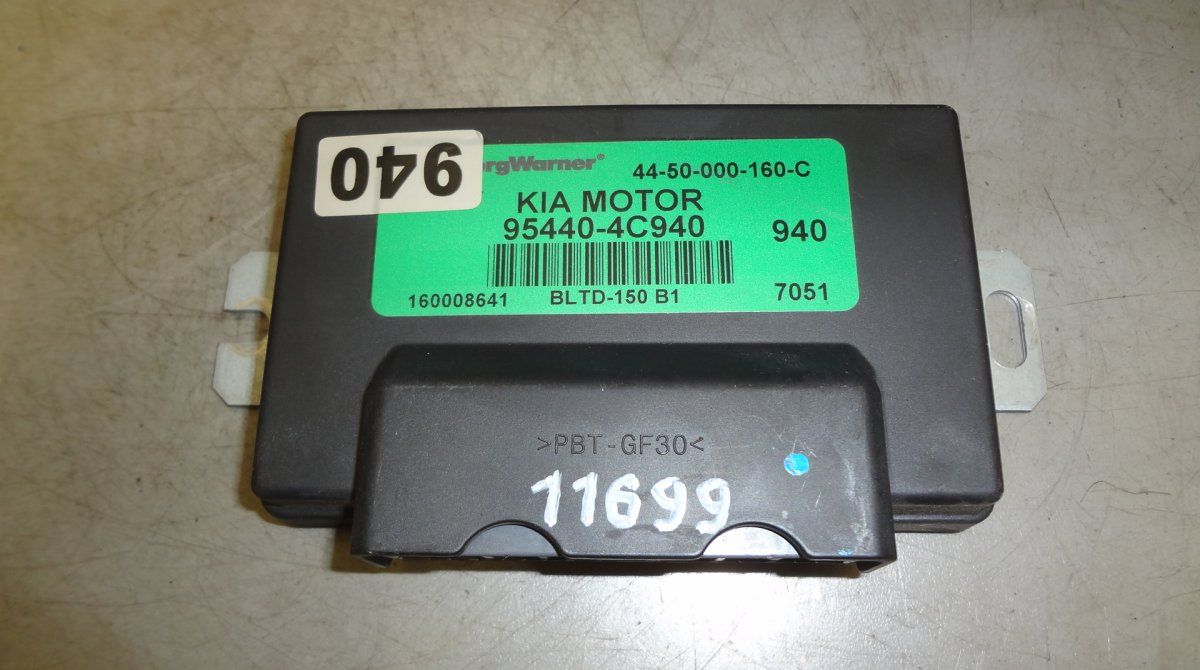 940
orgWarner® 44-50-000-160-C
KIA MOTOR
95440-4C940 940
160008641 BLTD-150 B1 7051
>PBT-GF30<
11699